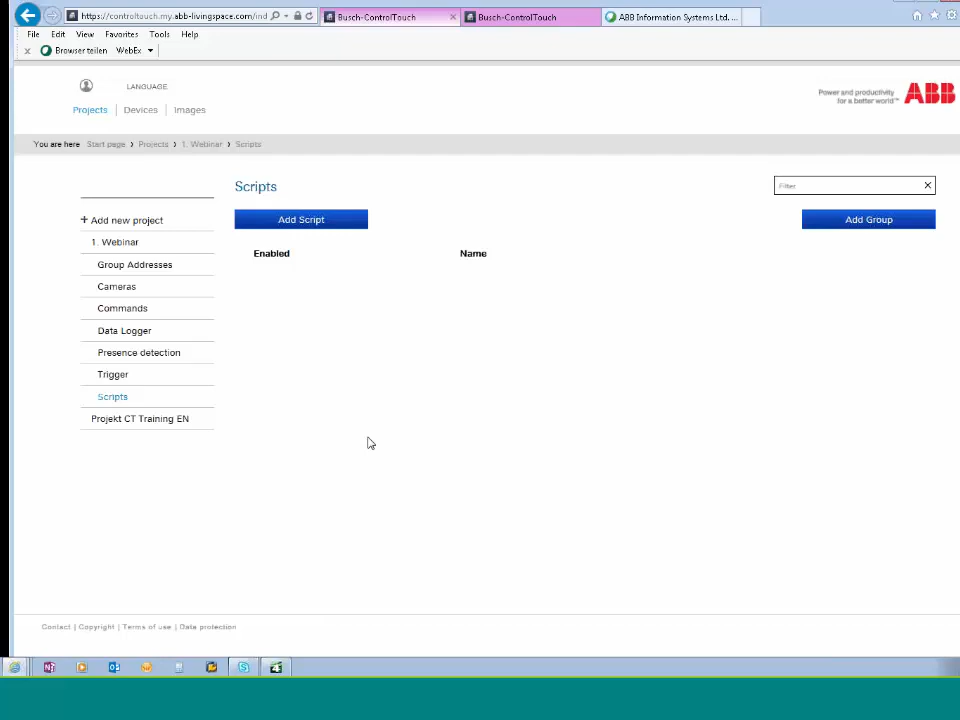 https://controltouch.my.abb-livingspace.com/ind
Busch-ControlTouch
Busch-ControlTouch
ABB Information Systems Ltd. ...
File Edit View Favorites Tools Help
x Browser teilen WebEx
LANGUAGE
Projects | Devices | Images
Power and productivity
for a better world™
ABB
You are here Start page › Projects › 1. Webinar › Scripts
Scripts
Filter
Add Script
Add Group
Enabled Name
+ Add new project
1. Webinar
Group Addresses
Cameras
Commands
Data Logger
Presence detection
Trigger
Scripts
Projekt CT Training EN
Contact | Copyright | Terms of use | Data protection